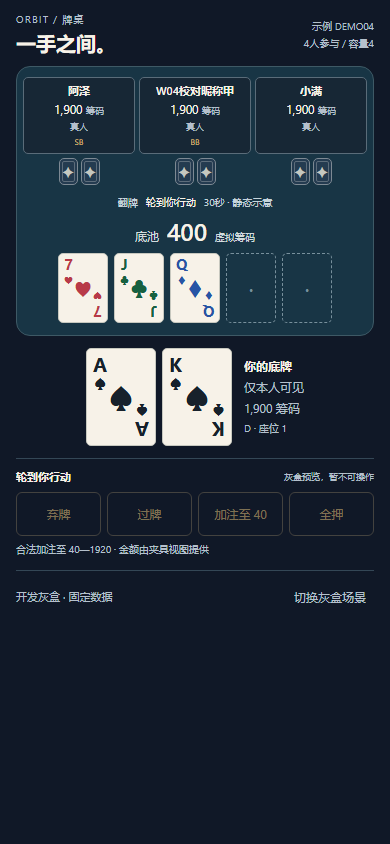 ORBIT / 牌桌
一手之间。
示例 DEMO04
4人参与 / 容量4
阿泽
1,900 筹码
真人
SB
W04校对昵称甲
1,900 筹码
真人
BB
小满
1,900 筹码
真人
翻牌 轮到你行动 30秒 · 静态示意
底池 400 虚拟筹码
7
7
J
J
Q
Q
A
A
K
K
你的底牌
仅本人可见
1,900 筹码
D · 座位 1
轮到你行动
灰盒预览，暂不可操作
弃牌
过牌
加注至 40
全押
合法加注至 40—1920 · 金额由夹具视图提供
开发灰盒 · 固定数据
切换灰盒场景